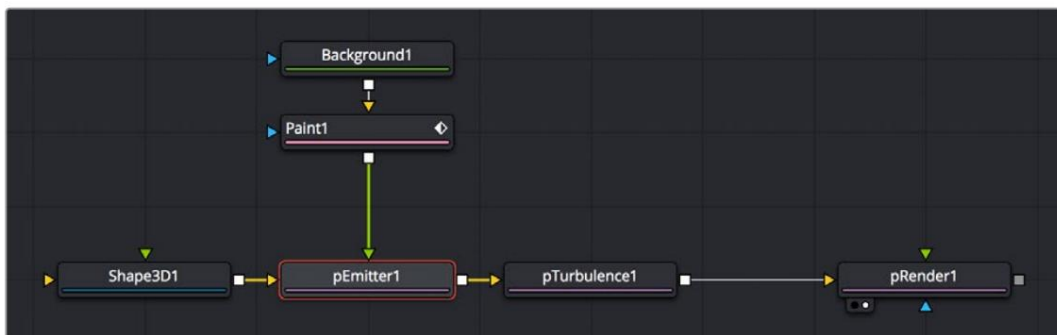 Background1
Paint1
Shape3D1
pEmitter1
pTurbulence1
pRender1